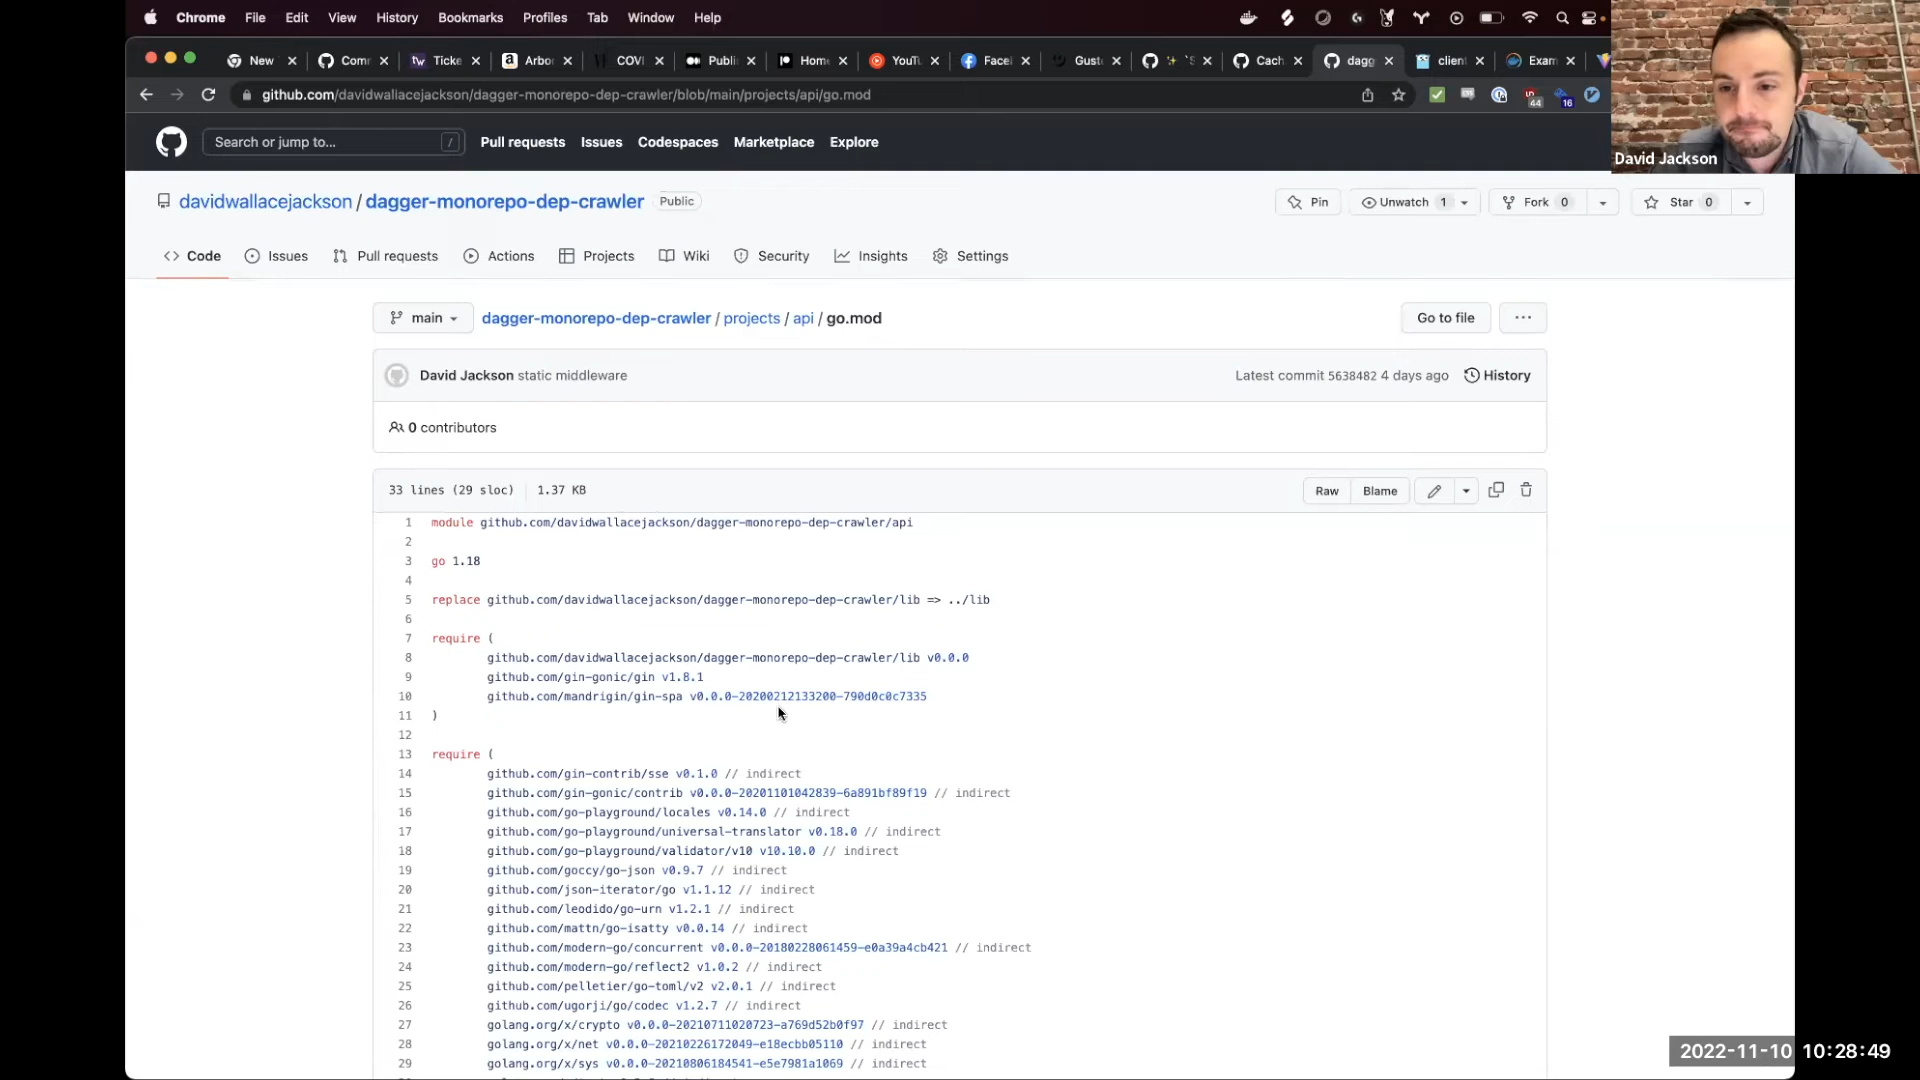 Chrome File Edit View History Bookmarks Profiles Tab Window Help
New Comr Ticke Arbor COVI Publi Home YouTu Face Gust Cach dagg client Exam
github.com/davidwallacejackson/dagger-monorepo-dep-crawler/blob/main/projects/api/go.mod
44
16
David Jackson
Search or jump to... / Pull requests Issues Codespaces Marketplace Explore
davidwallacejackson / dagger-monorepo-dep-crawler Public
Pin Unwatch 1 Fork 0 Star 0
Code Issues Pull requests Actions Projects Wiki Security Insights Settings
main dagger-monorepo-dep-crawler / projects / api / go.mod
Go to file ...
David Jackson static middleware
Latest commit 5638482 4 days ago History
0 contributors
33 lines (29 sloc) 1.37 KB
Raw Blame
1 module github.com/davidwallacejackson/dagger-monorepo-dep-crawler/api
2
3 go 1.18
4
5 replace github.com/davidwallacejackson/dagger-monorepo-dep-crawler/lib => ../lib
6
7 require (
8 github.com/davidwallacejackson/dagger-monorepo-dep-crawler/lib v0.0.0
9 github.com/gin-gonic/gin v1.8.1
10 github.com/mandrigin/gin-spa v0.0.0-20200212133200-790d0c0c7335
11 )
12
13 require (
14 github.com/gin-contrib/sse v0.1.0 // indirect
15 github.com/gin-gonic/contrib v0.0.0-20201101042839-6a891bf89f19 // indirect
16 github.com/go-playground/locales v0.14.0 // indirect
17 github.com/go-playground/universal-translator v0.18.0 // indirect
18 github.com/go-playground/validator/v10 v10.10.0 // indirect
19 github.com/goccy/go-json v0.9.7 // indirect
20 github.com/json-iterator/go v1.1.12 // indirect
21 github.com/leodido/go-urn v1.2.1 // indirect
22 github.com/mattn/go-isatty v0.0.14 // indirect
23 github.com/modern-go/concurrent v0.0.0-20180228061459-e0a39a4cb421 // indirect
24 github.com/modern-go/reflect2 v1.0.2 // indirect
25 github.com/pelletier/go-toml/v2 v2.0.1 // indirect
26 github.com/ugorji/go/codec v1.2.7 // indirect
27 golang.org/x/crypto v0.0.0-20210711020723-a769d52b0f97 // indirect
28 golang.org/x/net v0.0.0-20210226172049-e18ecbb05110 // indirect
29 golang.org/x/sys v0.0.0-20210806184541-e5e7981a1069 // indirect
2022-11-10 10:28:49